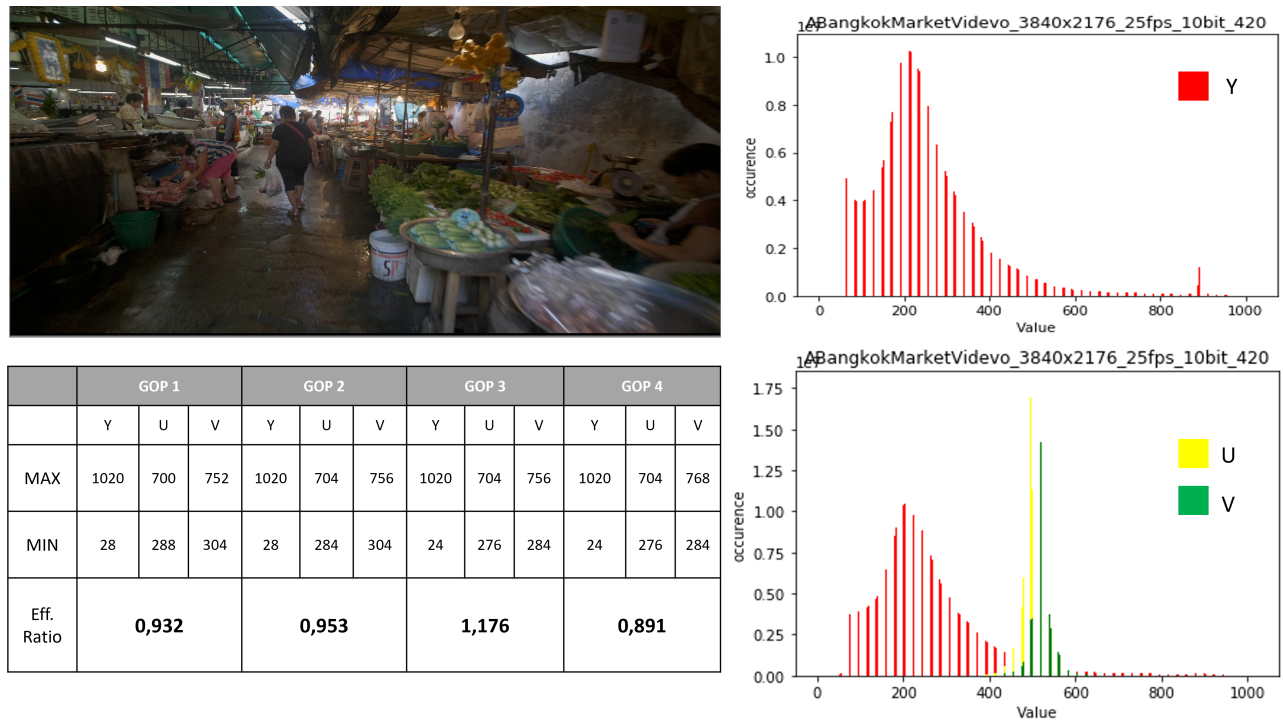 SP
ABangkokMarketVidevo_3840x2176_25fps_10bit_420
1e7
1.0
0.8
0.6
0.4
0.2
0.0
occurence
0 200 400 600 800 1000
Value
Y
GOP 1 GOP 2 GOP 3 GOP 4
Y U V Y U V Y U V Y U V
MAX 1020 700 752 1020 704 756 1020 704 756 1020 704 768
MIN 28 288 304 28 284 304 24 276 284 24 276 284
Eff.
Ratio
0,932 0,953 1,176 0,891
ABangkokMarketVidevo_3840x2176_25fps_10bit_420
1e7
1.75
1.50
1.25
1.00
0.75
0.50
0.25
0.00
occurence
0 200 400 600 800 1000
Value
U
V